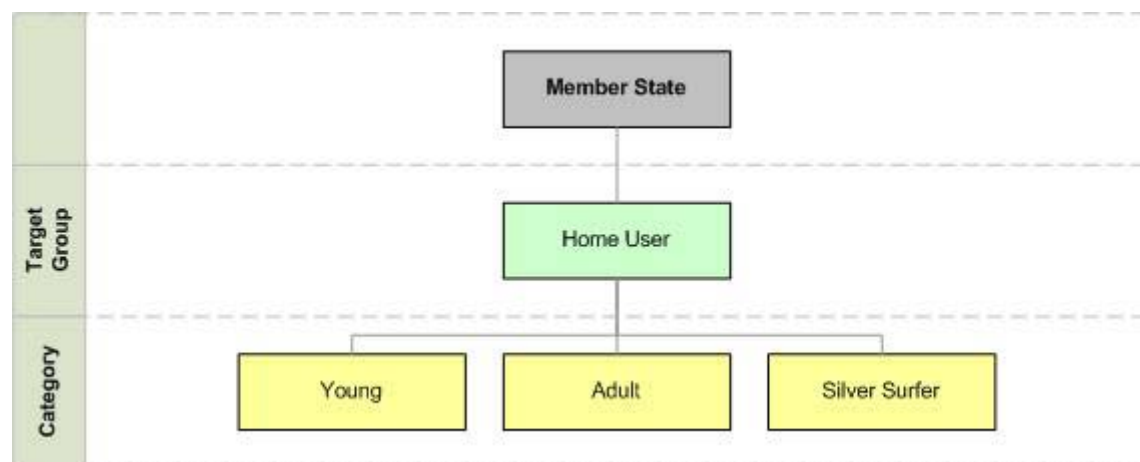 Member State
Target
Group
Home User
Category
Young
Adult
Silver Surfer